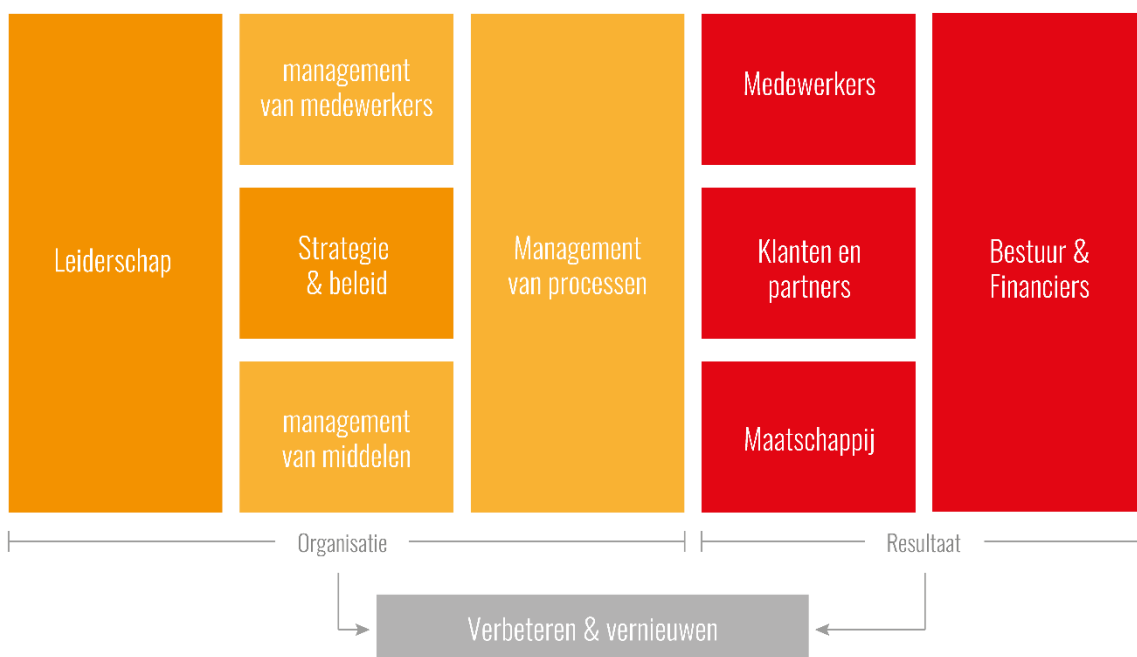 Leiderschap
management
van medewerkers
Strategie
& beleid
management
van middelen
Management
van processen
Medewerkers
Klanten en
partners
Maatschappij
Bestuur &
Financiers
Organisatie
Resultaat
Verbeteren & vernieuwen